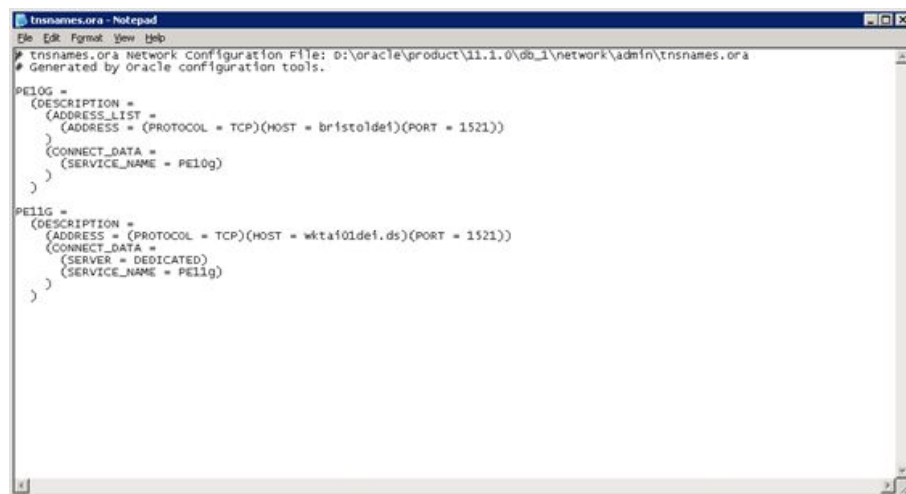 tnsnames.ora - Notepad
File Edit Format View Help
# tnsnames.ora Network Configuration File: D:\oracle\product\11.1.0\db_1\network\admin\tnsnames.ora
# Generated by Oracle configuration tools.
PE10G =
(DESCRIPTION =
(ADDRESS_LIST =
(ADDRESS = (PROTOCOL = TCP)(HOST = bristoldei)(PORT = 1521))
)
(CONNECT_DATA =
(SERVICE_NAME = PE10g)
)
)
PE11G =
(DESCRIPTION =
(ADDRESS = (PROTOCOL = TCP)(HOST = wktai01dei.ds)(PORT = 1521))
(CONNECT_DATA =
(SERVER = DEDICATED)
(SERVICE_NAME = PE11g)
)
)